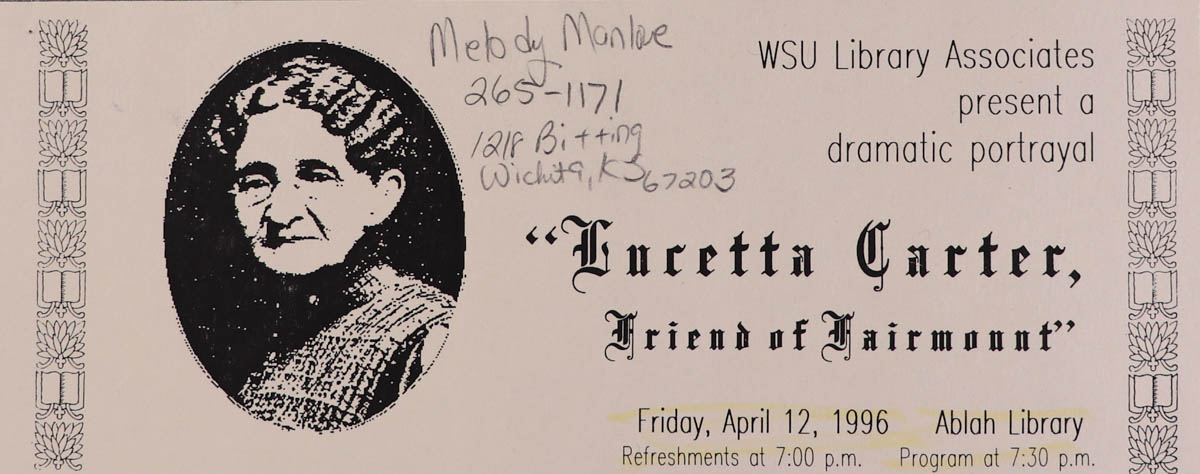 Melody Manlove
265-1171
1218 Bitting
Wichita, KS 67203
WSU Library Associates
present a
dramatic portrayal
“Lucetta Carter,
Friend of Fairmount”
Friday, April 12, 1996 Ablah Library
Refreshments at 7:00 p.m. Program at 7:30 p.m.